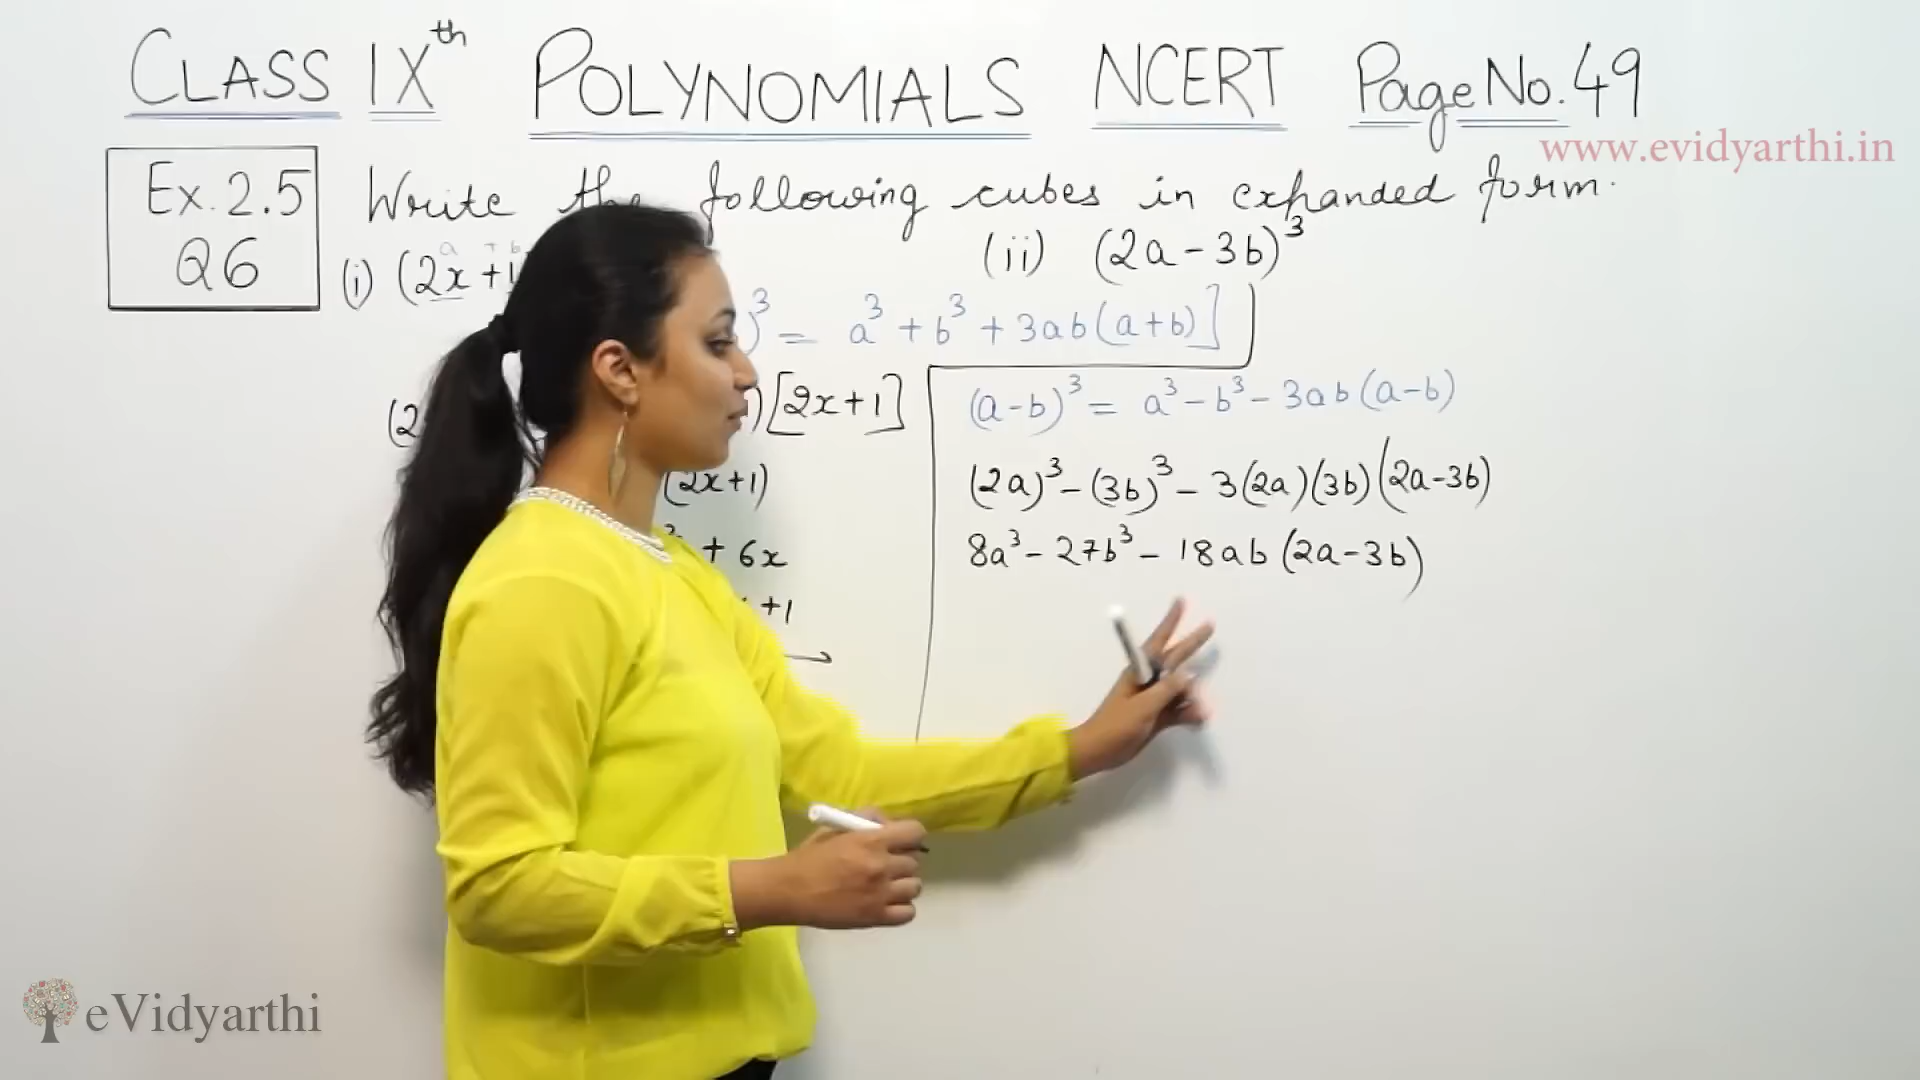 CLASS IXth POLYNOMIALS NCERT Page No. 49
www.evidyarthi.in
Ex. 2.5
Q6
Write the following cubes in expanded form.
a + b
(i) (2x+1
(ii) (2a-3b)³
)³ = a³ + b³ + 3ab(a+b)]
(2 )[2x+1]
(2x+1)
+ 6x
+1
(a-b)³ = a³-b³-3ab(a-b)
(2a)³-(3b)³-3(2a)(3b)(2a-3b)
8a³-27b³-18ab(2a-3b)
eVidyarthi